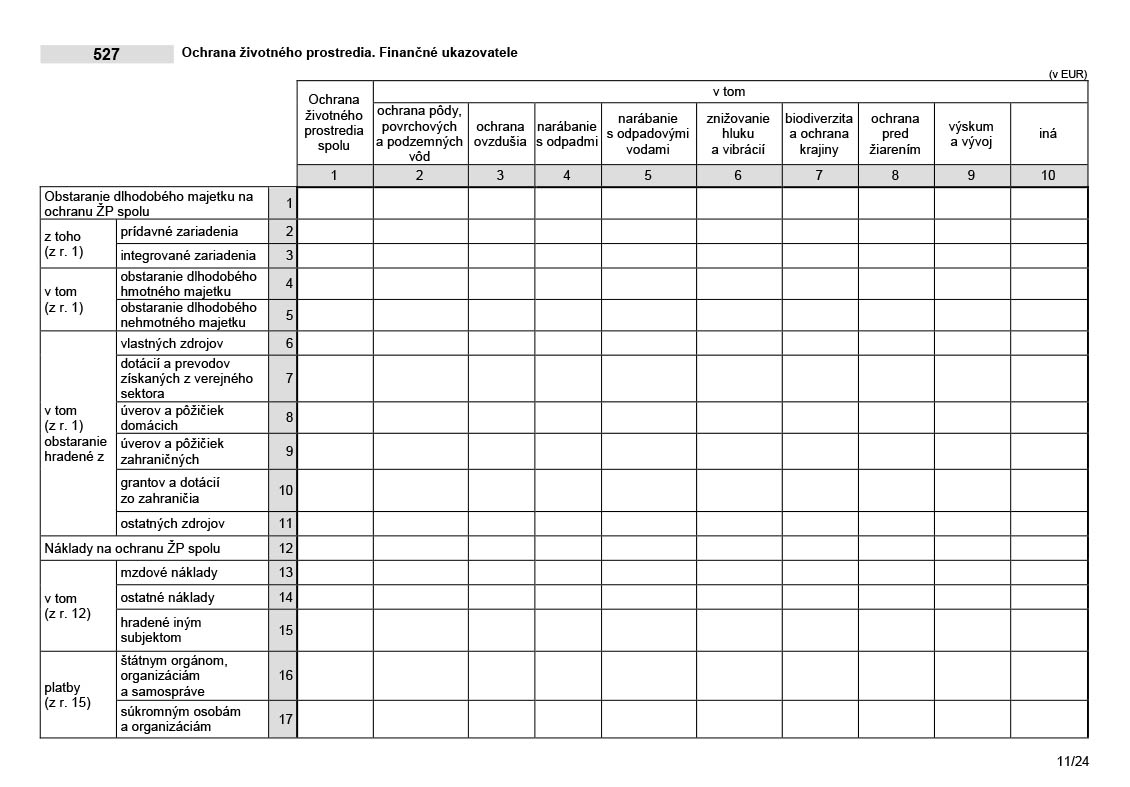 527 Ochrana životného prostredia. Finančné ukazovatele
(v EUR)
Ochrana
životného
prostredia
spolu
v tom
ochrana pôdy,
povrchových
a podzemných
vôd
ochrana
ovzdušia
narábanie
s odpadmi
narábanie
s odpadovými
vodami
znižovanie
hluku
a vibrácií
biodiverzita
a ochrana
krajiny
ochrana
pred
žiarením
výskum
a vývoj
iná
1 2 3 4 5 6 7 8 9 10
Obstaranie dlhodobého majetku na
ochranu ŽP spolu
1
z toho
(z r. 1)
prídavné zariadenia 2
integrované zariadenia 3
v tom
(z r. 1)
obstaranie dlhodobého
hmotného majetku
4
obstaranie dlhodobého
nehmotného majetku
5
v tom
(z r. 1)
obstaranie
hradené z
vlastných zdrojov 6
dotácií a prevodov
získaných z verejného
sektora
7
úverov a pôžičiek
domácich
8
úverov a pôžičiek
zahraničných
9
grantov a dotácií
zo zahraničia
10
ostatných zdrojov 11
Náklady na ochranu ŽP spolu 12
v tom
(z r. 12)
mzdové náklady 13
ostatné náklady 14
hradené iným
subjektom
15
platby
(z r. 15)
štátnym orgánom,
organizáciám
a samospráve
16
súkromným osobám
a organizáciám
17
11/24